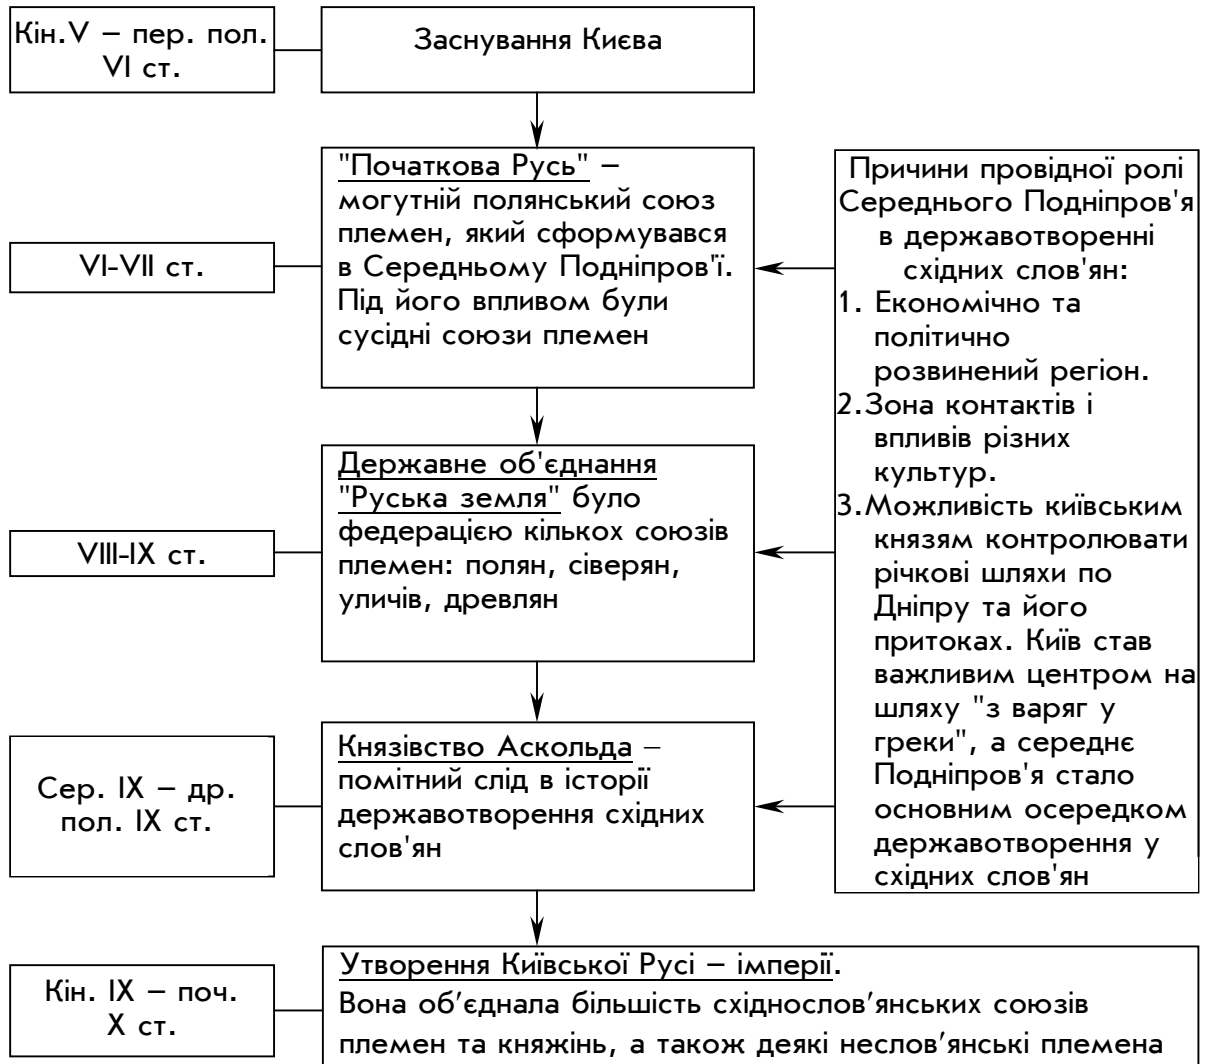 Кін.V – пер. пол.
VI ст.
Заснування Києва
VI-VII ст.
"Початкова Русь" –
могутній полянський союз
племен, який сформувався
в Середньому Подніпров'ї.
Під його впливом були
сусідні союзи племен
Причини провідної ролі
Середнього Подніпров'я
в державотворенні
східних слов'ян:
1. Економічно та
політично
розвинений регіон.
2.Зона контактів і
впливів різних
культур.
3.Можливість київським
князям контролювати
річкові шляхи по
Дніпру та його
притоках. Київ став
важливим центром на
шляху "з варяг у
греки", а середнє
Подніпров'я стало
основним осередком
державотворення у
східних слов'ян
VIII-IX ст.
Державне об'єднання
"Руська земля" було
федерацією кількох союзів
племен: полян, сіверян,
уличів, древлян
Сер. IX – др.
пол. IX ст.
Князівство Аскольда –
помітний слід в історії
державотворення східних
слов'ян
Кін. IX – поч.
X ст.
Утворення Київської Русі – імперії.
Вона об’єднала більшість східнослов’янських союзів
племен та княжінь, а також деякі неслов’янські племена